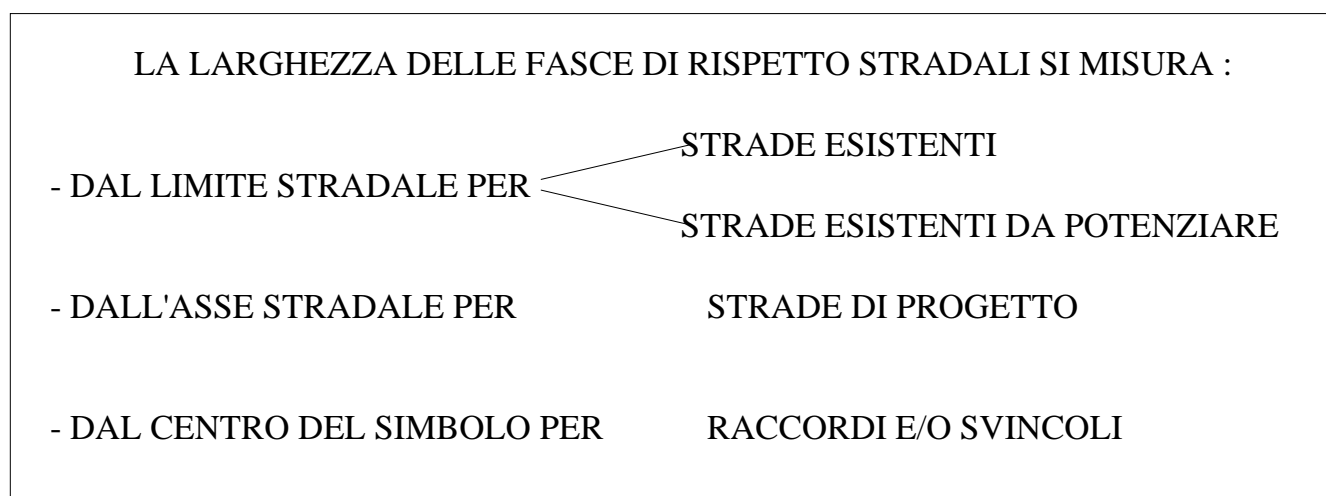 LA LARGHEZZA DELLE FASCE DI RISPETTO STRADALI SI MISURA :
STRADE ESISTENTI
- DAL LIMITE STRADALE PER
STRADE ESISTENTI DA POTENZIARE
- DALL'ASSE STRADALE PER STRADE DI PROGETTO
- DAL CENTRO DEL SIMBOLO PER RACCORDI E/O SVINCOLI